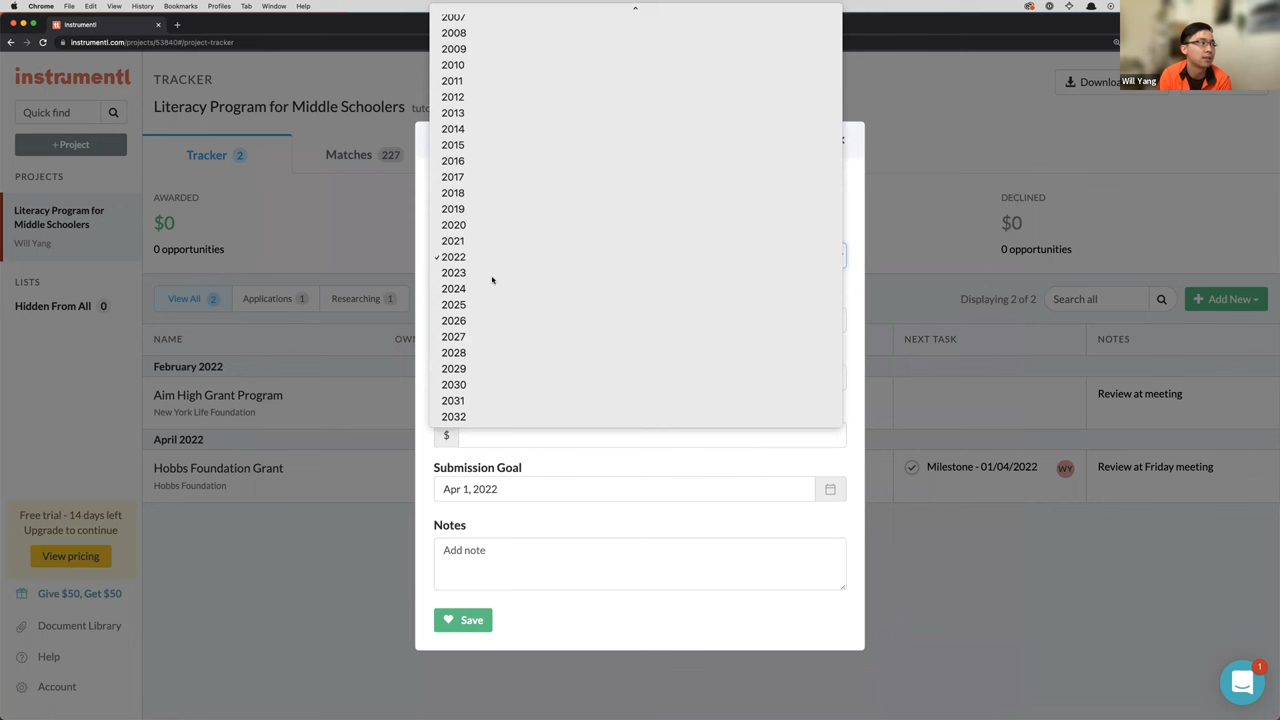 Chrome File Edit View History Bookmarks Profiles Tab Window Help
Instrumentl
instrumentl.com/projects/53840#/project-tracker
Will Yang
instrumentl
Quick find
+ Project
PROJECTS
Literacy Program for
Middle Schoolers
Will Yang
LISTS
Hidden From All 0
Free trial - 14 days left
Upgrade to continue
View pricing
Give $50, Get $50
Document Library
Help
Account
TRACKER
Literacy Program for Middle Schoolers
Tracker 2
Matches 227
AWARDED
$0
0 opportunities
DECLINED
$0
0 opportunities
View All 2
Applications 1
Researching 1
Displaying 2 of 2
Search all
Add New
NAME
NEXT TASK
NOTES
February 2022
Aim High Grant Program
New York Life Foundation
Review at meeting
April 2022
Hobbs Foundation Grant
Hobbs Foundation
Milestone - 01/04/2022
WY
Review at Friday meeting
2007
2008
2009
2010
2011
2012
2013
2014
2015
2016
2017
2018
2019
2020
2021
✓ 2022
2023
2024
2025
2026
2027
2028
2029
2030
2031
2032
$
Submission Goal
Apr 1, 2022
Notes
Add note
Save
1